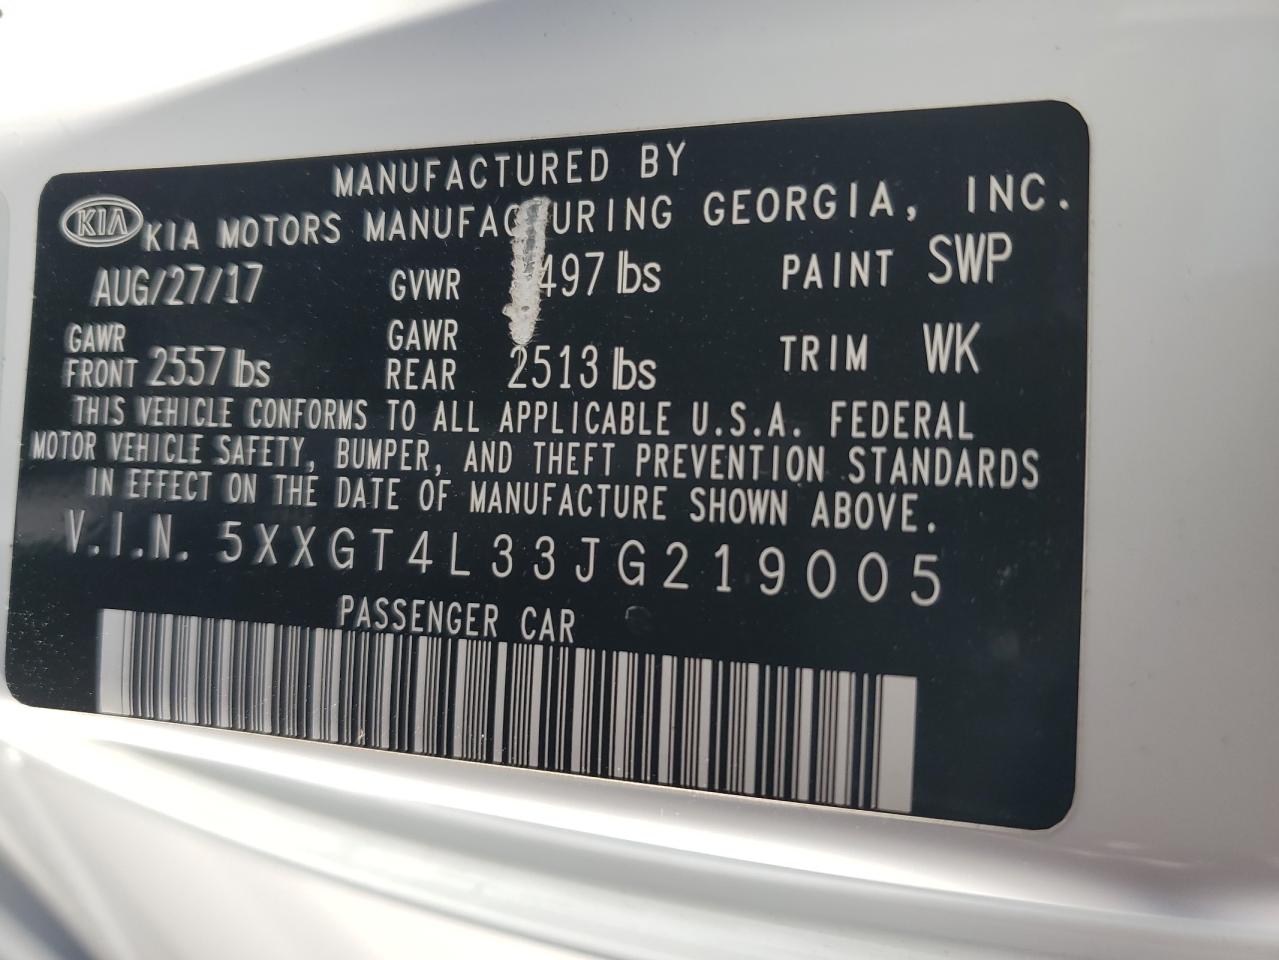 MANUFACTURED BY
KIA KIA MOTORS MANUFACTURING GEORGIA, INC.
AUG/27/17 GVWR 497 lbs PAINT SWP
GAWR FRONT 2557 lbs GAWR REAR 2513 lbs TRIM WK
THIS VEHICLE CONFORMS TO ALL APPLICABLE U.S.A. FEDERAL
MOTOR VEHICLE SAFETY, BUMPER, AND THEFT PREVENTION STANDARDS
IN EFFECT ON THE DATE OF MANUFACTURE SHOWN ABOVE.
V.I.N. 5XXGT4L33JG219005
PASSENGER CAR